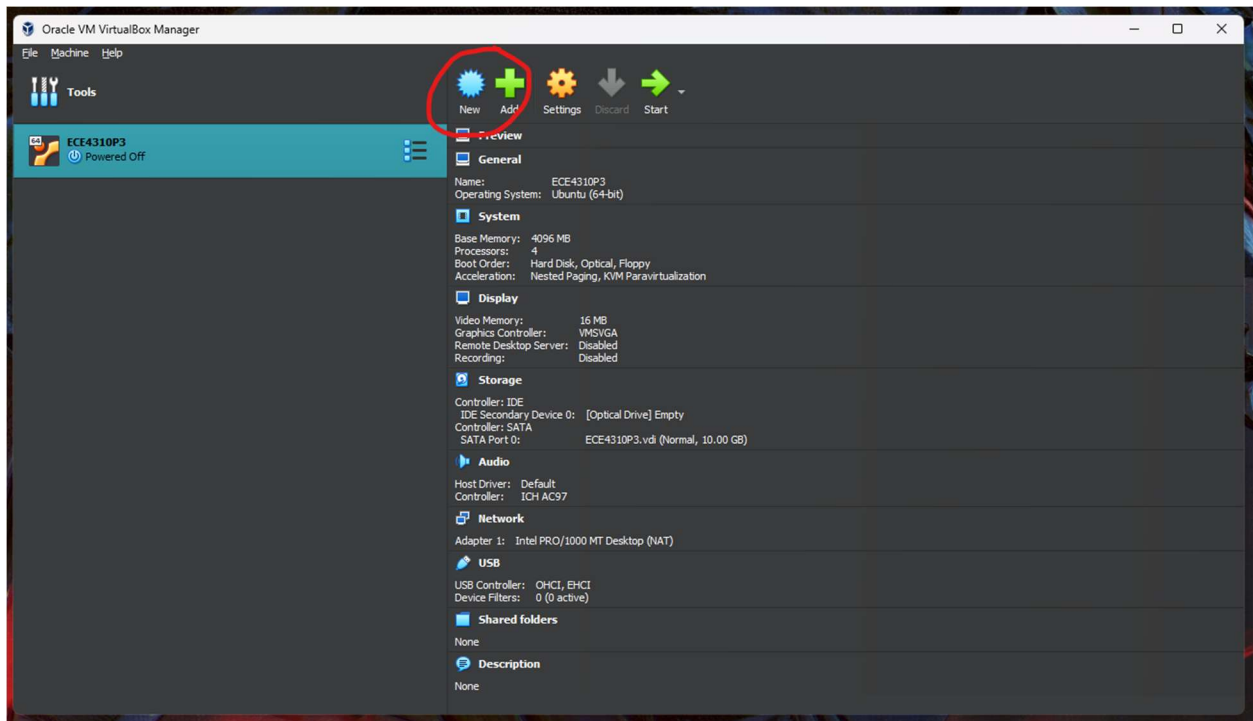 Oracle VM VirtualBox Manager
File Machine Help
Tools
New Add Settings Discard Start
64 ECE4310P3
Powered Off
Preview
General
Name: ECE4310P3
Operating System: Ubuntu (64-bit)
System
Base Memory: 4096 MB
Processors: 4
Boot Order: Hard Disk, Optical, Floppy
Acceleration: Nested Paging, KVM Paravirtualization
Display
Video Memory: 16 MB
Graphics Controller: VMSVGA
Remote Desktop Server: Disabled
Recording: Disabled
Storage
Controller: IDE
IDE Secondary Device 0: [Optical Drive] Empty
Controller: SATA
SATA Port 0: ECE4310P3.vdi (Normal, 10.00 GB)
Audio
Host Driver: Default
Controller: ICH AC97
Network
Adapter 1: Intel PRO/1000 MT Desktop (NAT)
USB
USB Controller: OHCI, EHCI
Device Filters: 0 (0 active)
Shared folders
None
Description
None